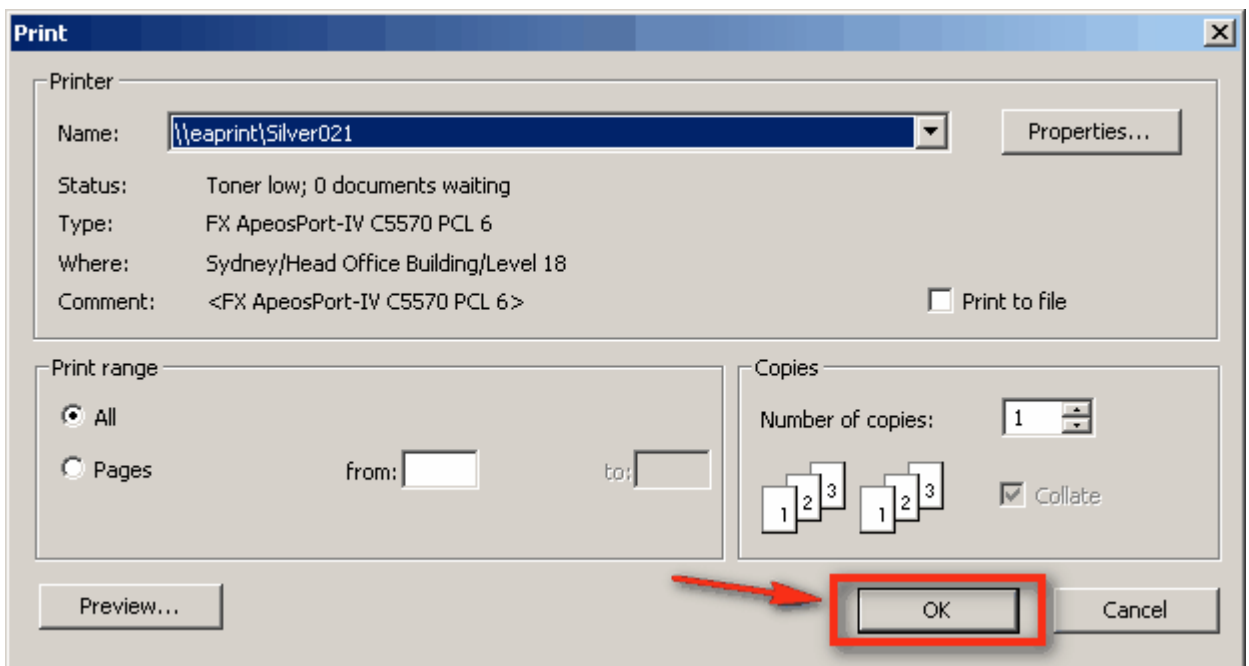 Print
Printer
Name: \\eaprint\Silver021 Properties...
Status: Toner low; 0 documents waiting
Type: FX ApeosPort-IV C5570 PCL 6
Where: Sydney/Head Office Building/Level 18
Comment: <FX ApeosPort-IV C5570 PCL 6> Print to file
Print range
All
Pages from: to:
Copies
Number of copies: 1
1 2 3 1 2 3 Collate
Preview... OK Cancel